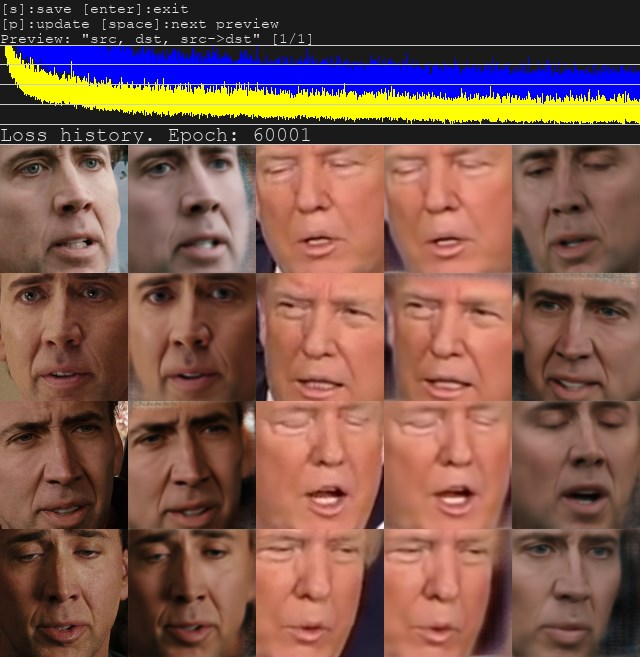 [s]:save [enter]:exit
[p]:update [space]:next preview
Preview: "src, dst, src->dst" [1/1]
Loss history. Epoch: 60001